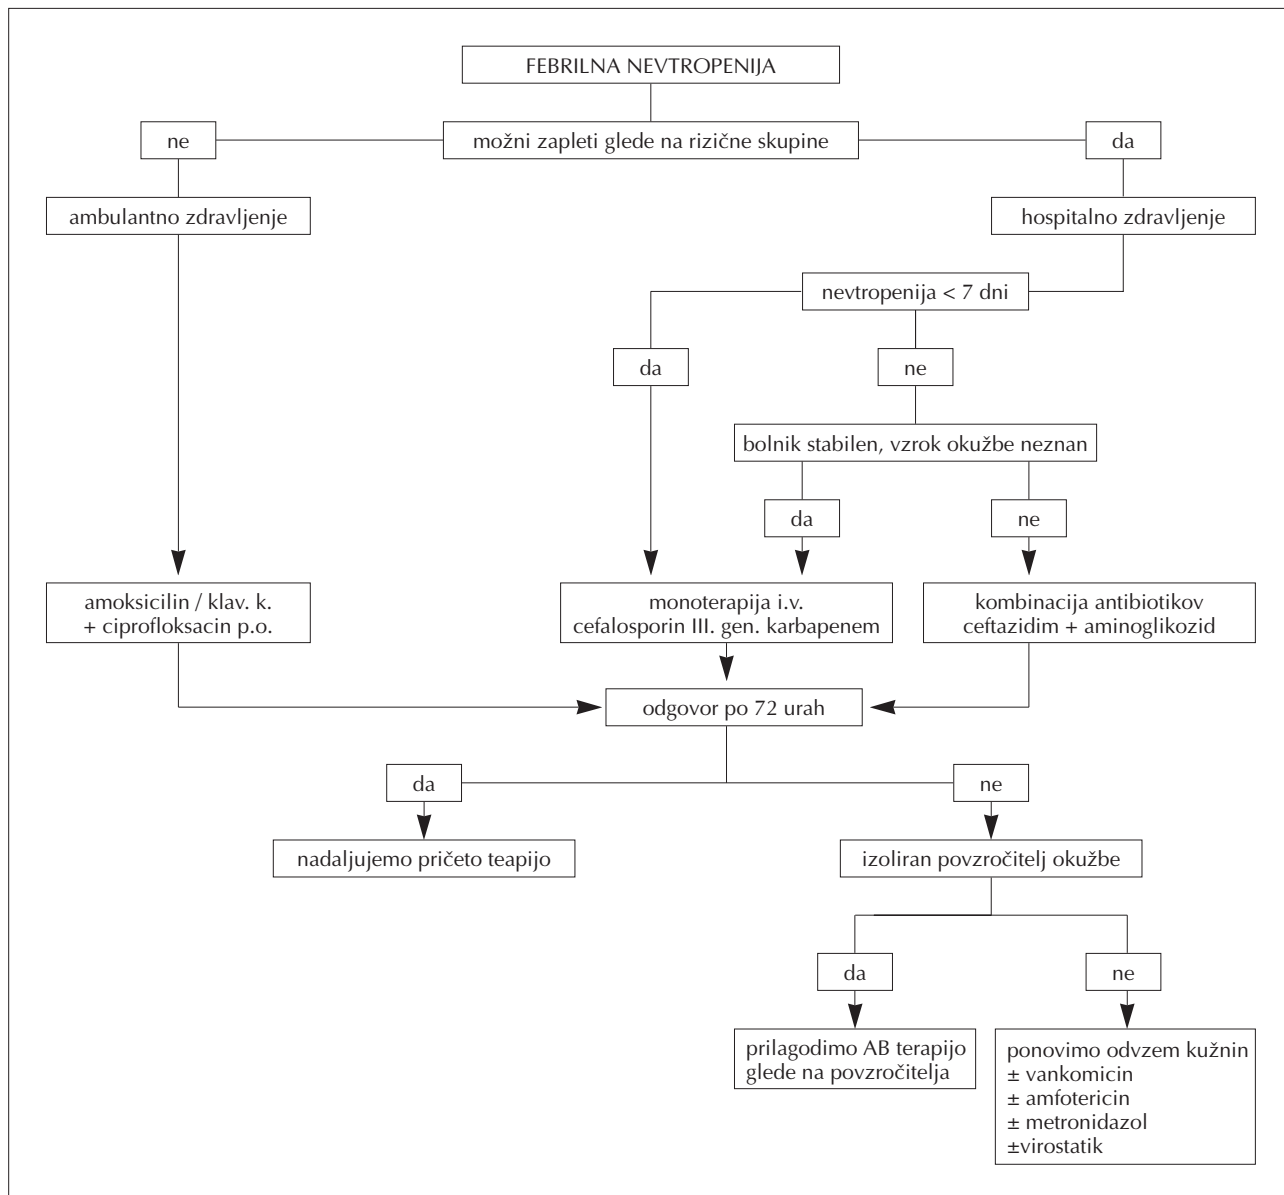 FEBRILNA NEVTROPENIJA
ne
možni zapleti glede na rizične skupine
da
ambulantno zdravljenje
hospitalno zdravljenje
nevtropenija < 7 dni
da
ne
bolnik stabilen, vzrok okužbe neznan
da
ne
amoksicilin / klav. k.
+ ciprofloksacin p.o.
monoterapija i.v.
cefalosporin III. gen. karbapenem
kombinacija antibiotikov
ceftazidim + aminoglikozid
odgovor po 72 urah
da
ne
nadaljujemo pričeto teapijo
izoliran povzročitelj okužbe
da
ne
prilagodimo AB terapijo
glede na povzročitelja
ponovimo odvzem kužnin
± vankomicin
± amfotericin
± metronidazol
±virostatik